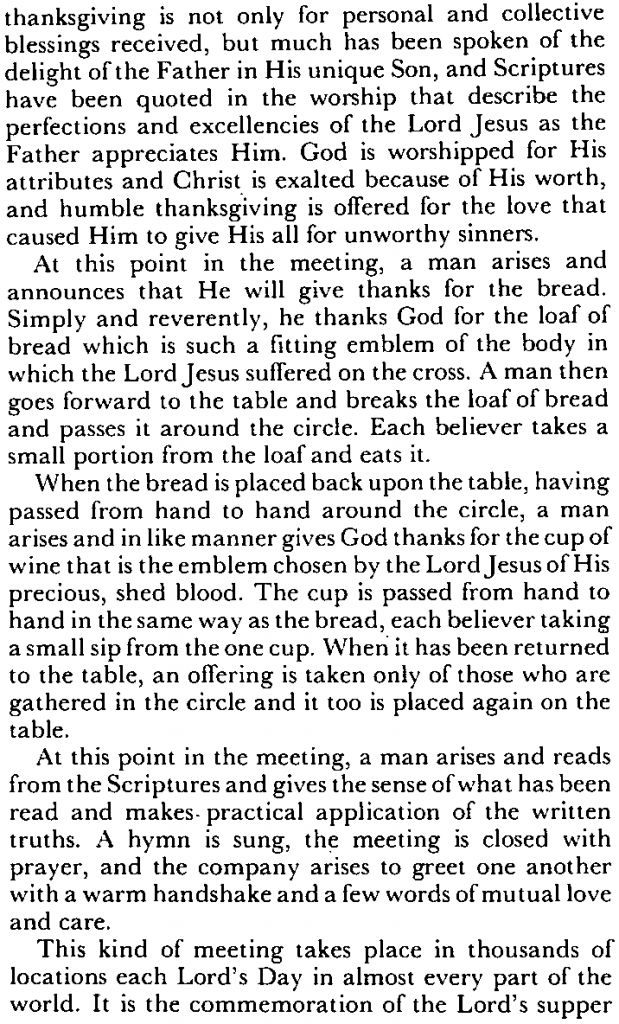 thanksgiving is not only for personal and collective
blessings received, but much has been spoken of the
delight of the Father in His unique Son, and Scriptures
have been quoted in the worship that describe the
perfections and excellencies of the Lord Jesus as the
Father appreciates Him. God is worshipped for His
attributes and Christ is exalted because of His worth,
and humble thanksgiving is offered for the love that
caused Him to give His all for unworthy sinners.
At this point in the meeting, a man arises and
announces that He will give thanks for the bread.
Simply and reverently, he thanks God for the loaf of
bread which is such a fitting emblem of the body in
which the Lord Jesus suffered on the cross. A man then
goes forward to the table and breaks the loaf of bread
and passes it around the circle. Each believer takes a
small portion from the loaf and eats it.
When the bread is placed back upon the table, having
passed from hand to hand around the circle, a man
arises and in like manner gives God thanks for the cup of
wine that is the emblem chosen by the Lord Jesus of His
precious, shed blood. The cup is passed from hand to
hand in the same way as the bread, each believer taking
a small sip from the one cup. When it has been returned
to the table, an offering is taken only of those who are
gathered in the circle and it too is placed again on the
table.
At this point in the meeting, a man arises and reads
from the Scriptures and gives the sense of what has been
read and makes practical application of the written
truths. A hymn is sung, the meeting is closed with
prayer, and the company arises to greet one another
with a warm handshake and a few words of mutual love
and care.
This kind of meeting takes place in thousands of
locations each Lord's Day in almost every part of the
world. It is the commemoration of the Lord's supper